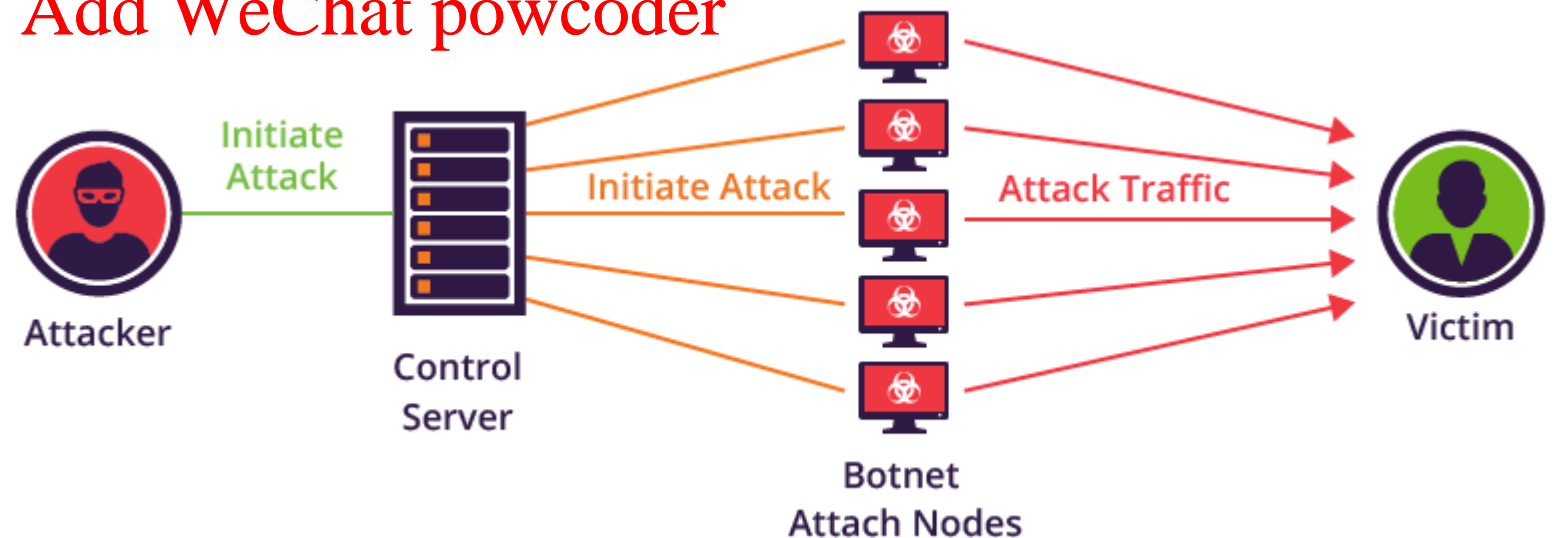 Add WeChat powcoder
Initiate
Attack
Initiate Attack
Attack Traffic
Attacker
Control
Server
Botnet
Attach Nodes
Victim